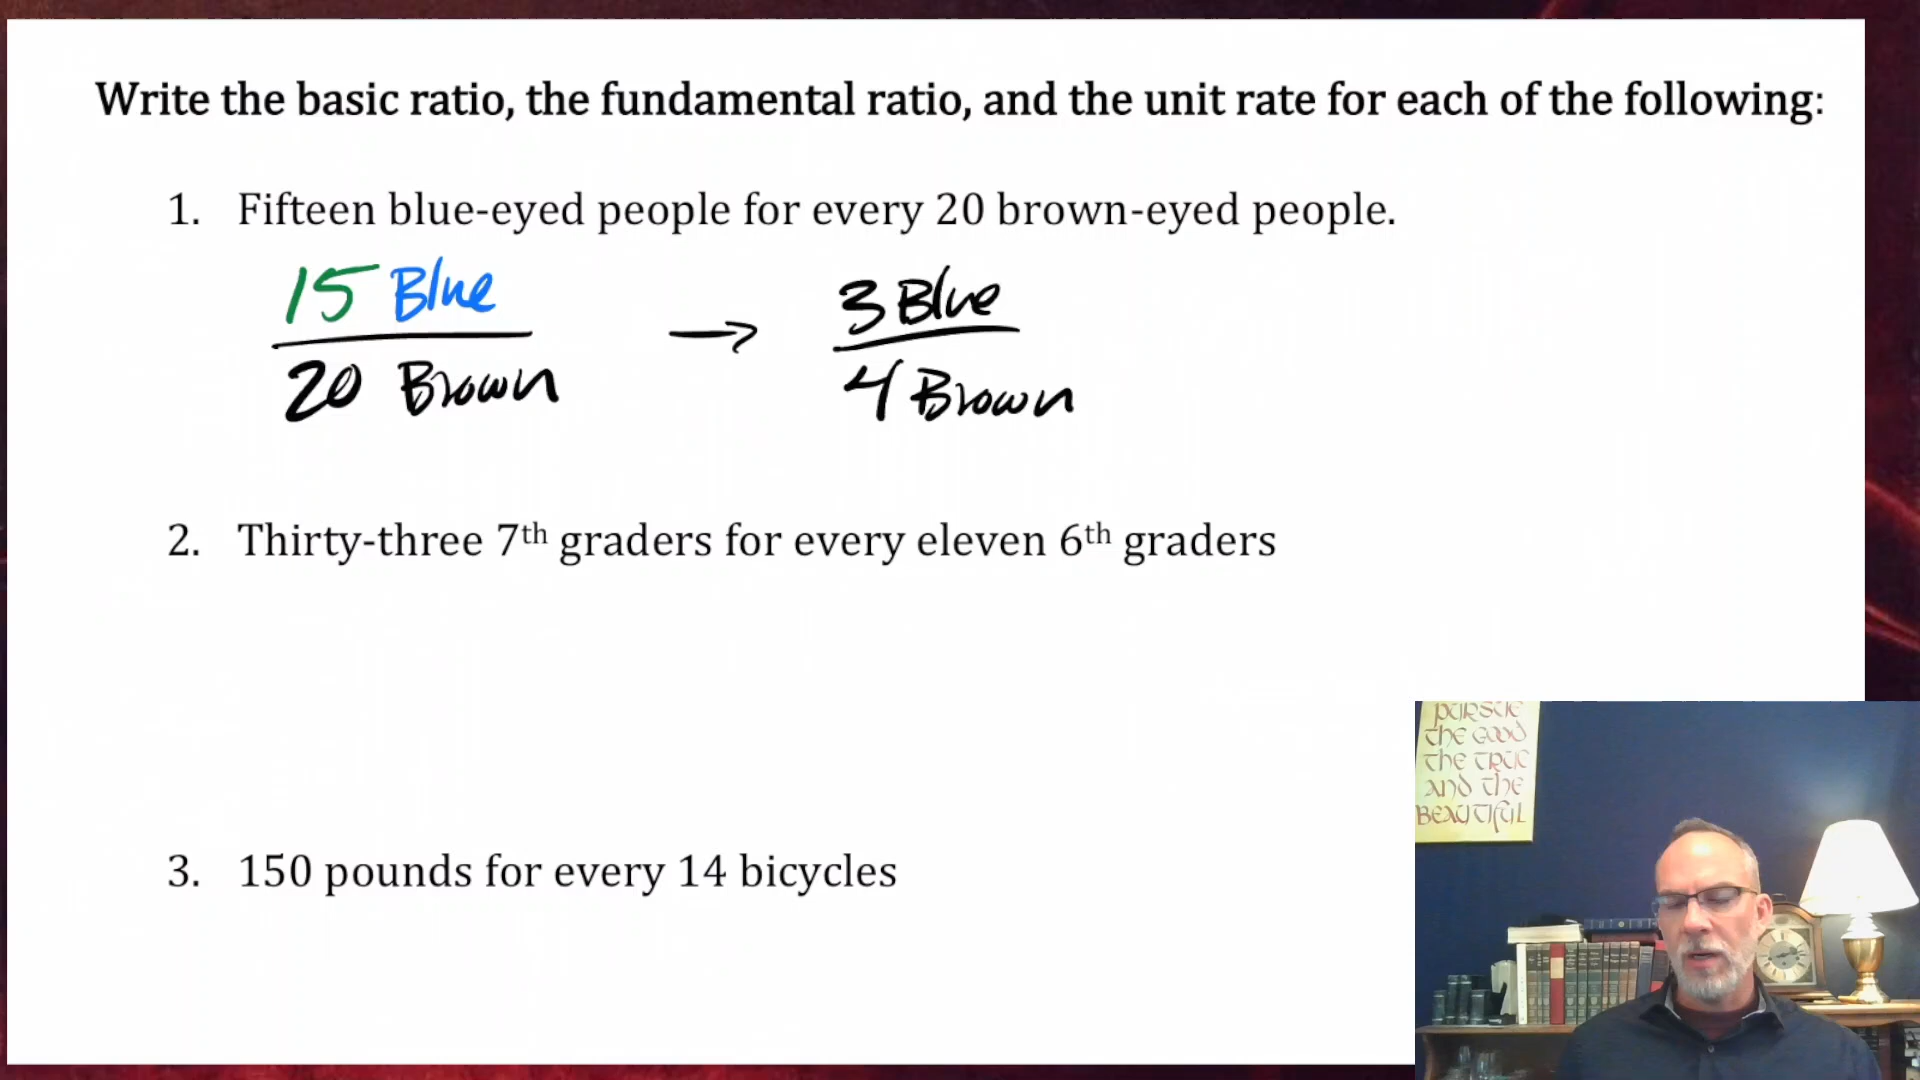 Write the basic ratio, the fundamental ratio, and the unit rate for each of the following:
1. Fifteen blue-eyed people for every 20 brown-eyed people.
15 Blue
20 Brown
→
3 Blue
4 Brown
2. Thirty-three 7th graders for every eleven 6th graders
3. 150 pounds for every 14 bicycles
PURSUE
THE GOOD
THE TRUE
AND THE
BEAUTIFUL